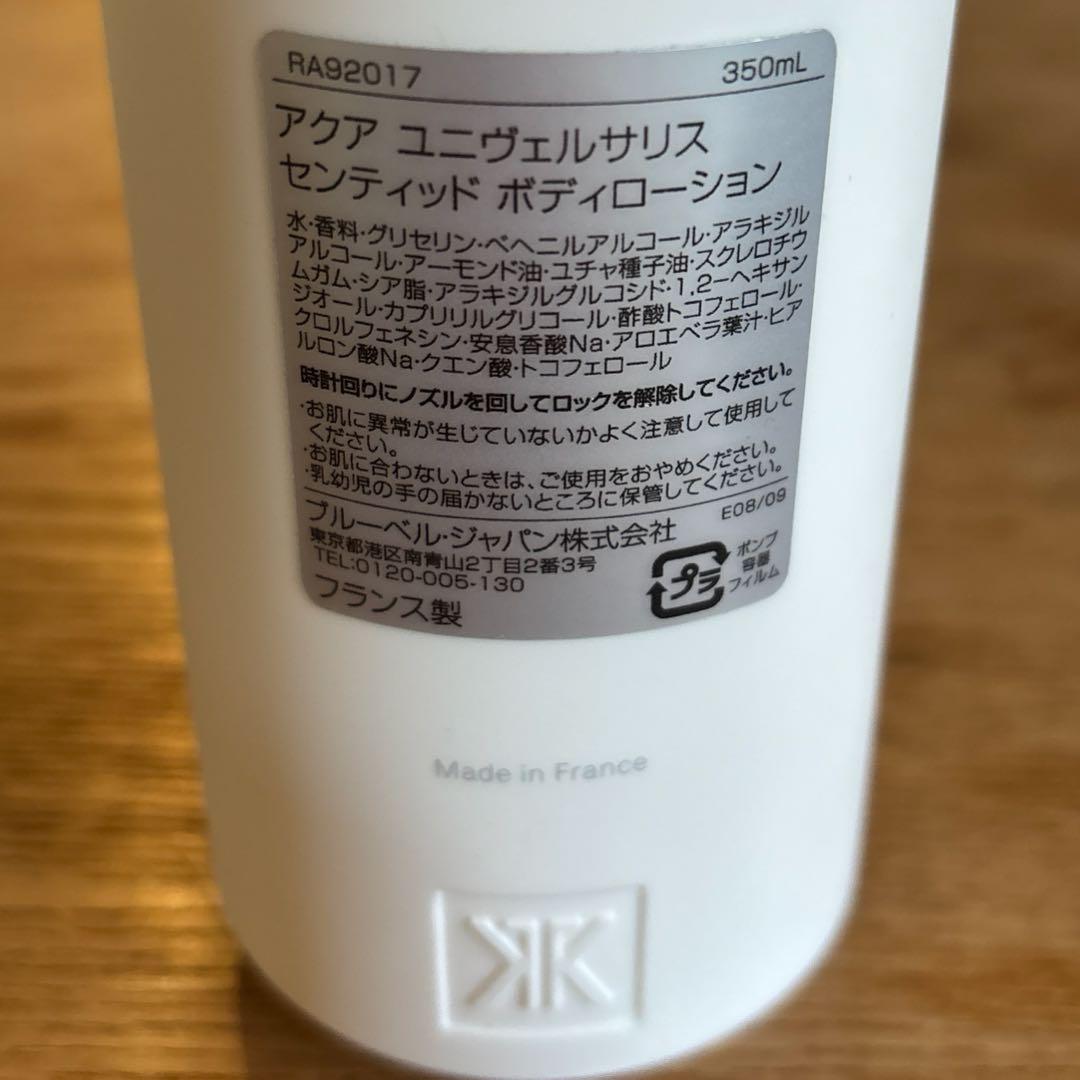 RA92017 350mL
アクア ユニヴェルサリス
センティッド ボディローション
水・香料・グリセリン・ベヘニルアルコール・アラキジル
アルコール・アーモンド油・ユチャ種子油・スクレロチウ
ムガム・シア脂・アラキジルグルコシド・1,2-ヘキサン
ジオール・カプリリルグリコール・酢酸トコフェロール・
クロルフェネシン・安息香酸Na・アロエベラ葉汁・ヒア
ルロン酸Na・クエン酸・トコフェロール
時計回りにノズルを回してロックを解除してください。
・お肌に異常が生じていないかよく注意して使用して
ください。
・お肌に合わないときは、ご使用をおやめください。
・乳幼児の手の届かないところに保管してください。
E08/09
ブルーベル・ジャパン株式会社
東京都港区南青山2丁目2番3号
TEL:0120-005-130
フランス製
プラ
ポンプ
容器
フィルム
Made in France